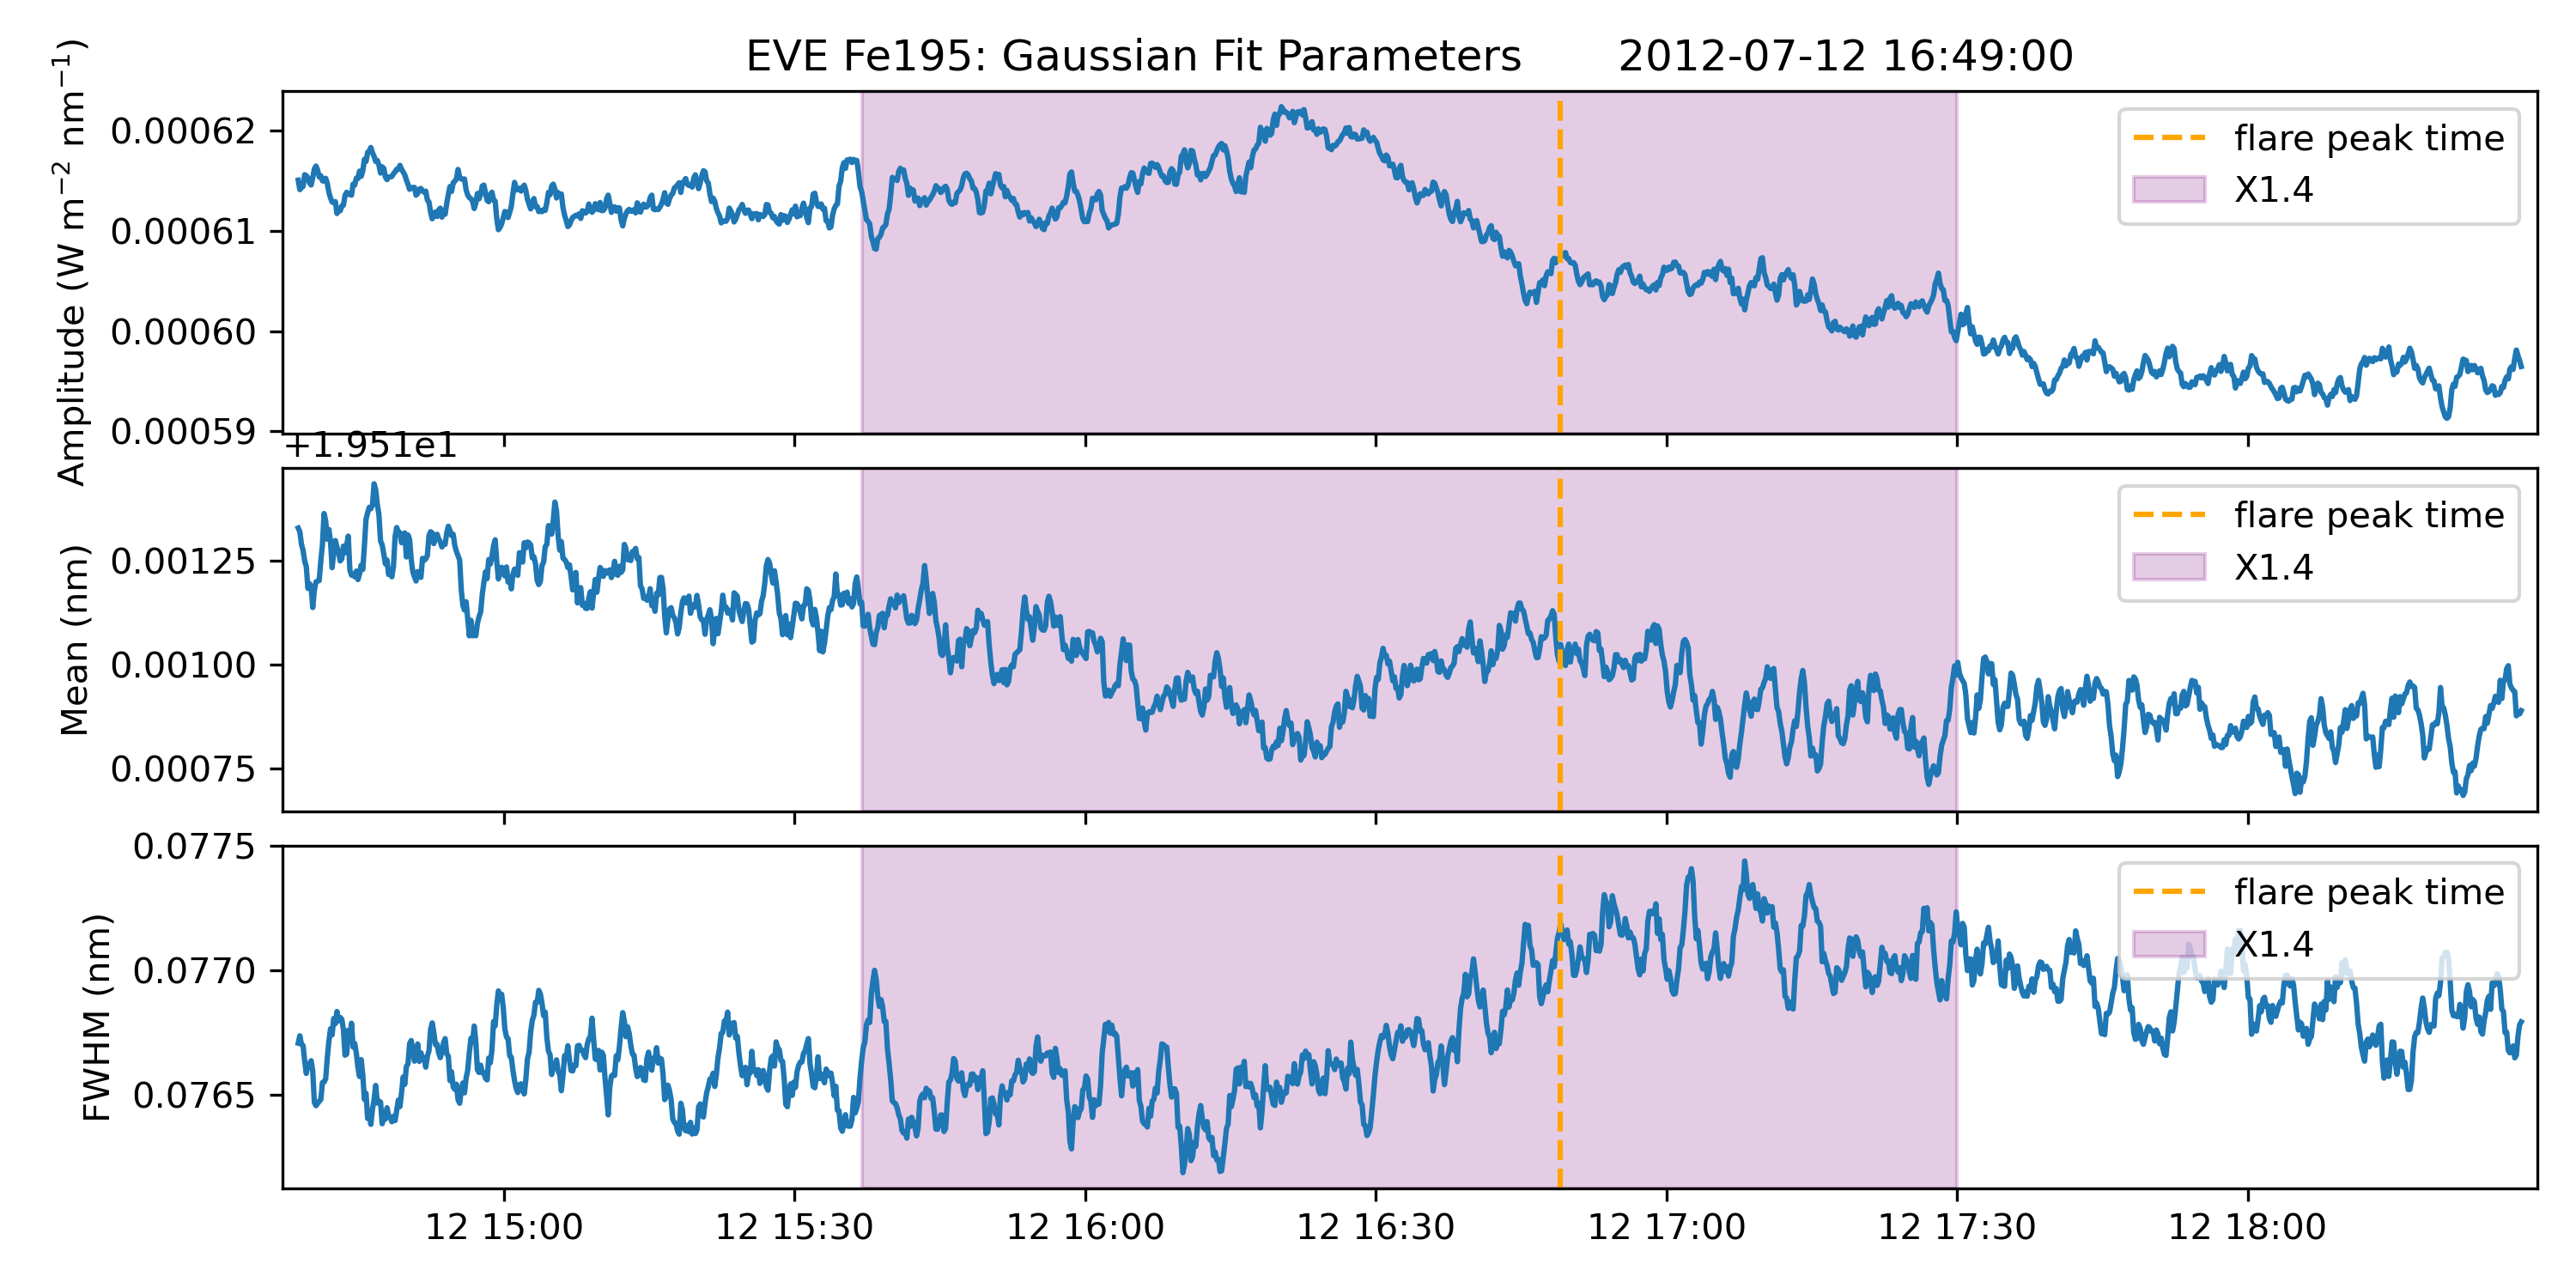 EVE Fe195: Gaussian Fit Parameters 2012-07-12 16:49:00
Amplitude (W m⁻² nm⁻¹)
0.00062
0.00061
0.00060
0.00059
flare peak time
X1.4
+1.951e1
Mean (nm)
0.00125
0.00100
0.00075
flare peak time
X1.4
FWHM (nm)
0.0775
0.0770
0.0765
flare peak time
X1.4
12 15:00 12 15:30 12 16:00 12 16:30 12 17:00 12 17:30 12 18:00